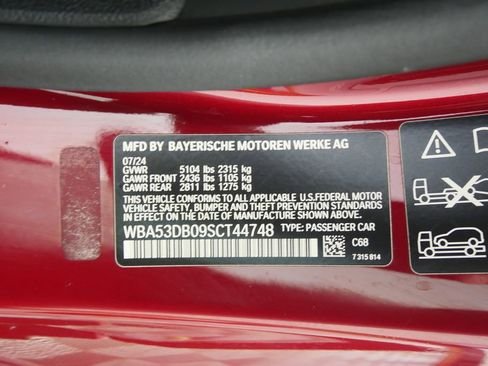 MFD BY BAYERISCHE MOTOREN WERKE AG
07/24
GVWR 5104 lbs 2315 kg
GAWR FRONT 2436 lbs 1105 kg
GAWR REAR 2811 lbs 1275 kg
THIS VEHICLE CONFORMS TO ALL APPLICABLE U.S.FEDERAL MOTOR
VEHICLE SAFETY, BUMPER, AND THEFT PREVENTION STANDARDS
IN EFFECT ON THE DATE OF MANUFACTURE SHOWN ABOVE.
WBA53DB09SCT44748 TYPE: PASSENGER CAR
C68
7 315 814